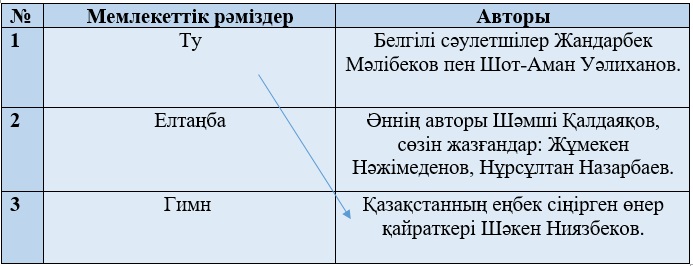 № Мемлекеттік рәміздер Авторы
1 Ту Белгілі сәулетшілер Жандарбек
Мәлібеков пен Шот-Аман Уәлиханов.
2 Елтаңба Әннің авторы Шәмші Қалдаяқов,
сөзін жазғандар: Жұмекен
Нәжімеденов, Нұрсұлтан Назарбаев.
3 Гимн Қазақстанның еңбек сіңірген өнер
қайраткері Шәкен Ниязбеков.